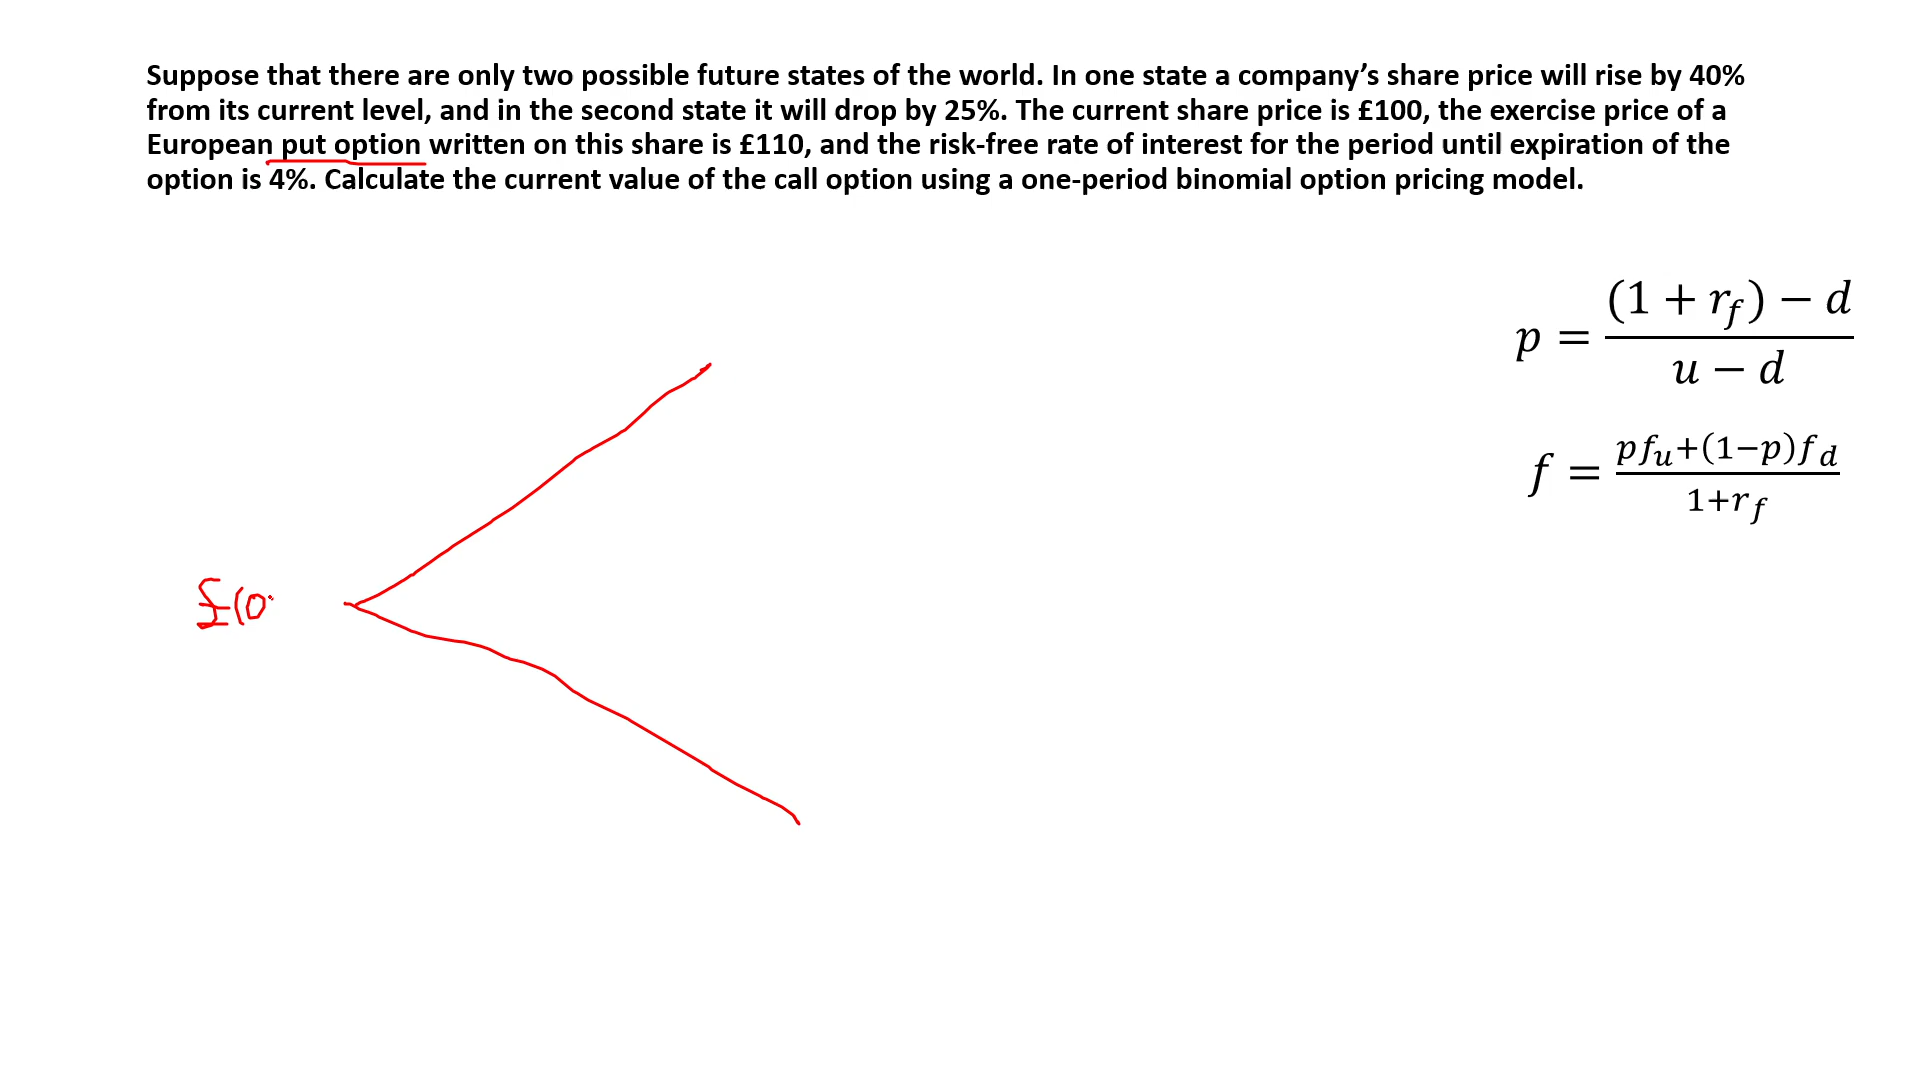 Suppose that there are only two possible future states of the world. In one state a company’s share price will rise by 40%
from its current level, and in the second state it will drop by 25%. The current share price is £100, the exercise price of a
European put option written on this share is £110, and the risk-free rate of interest for the period until expiration of the
option is 4%. Calculate the current value of the call option using a one-period binomial option pricing model.
p = \frac{(1 + r_f) − d}{u − d}
f = \frac{pf_u+(1−p)f_d}{1+r_f}
£10